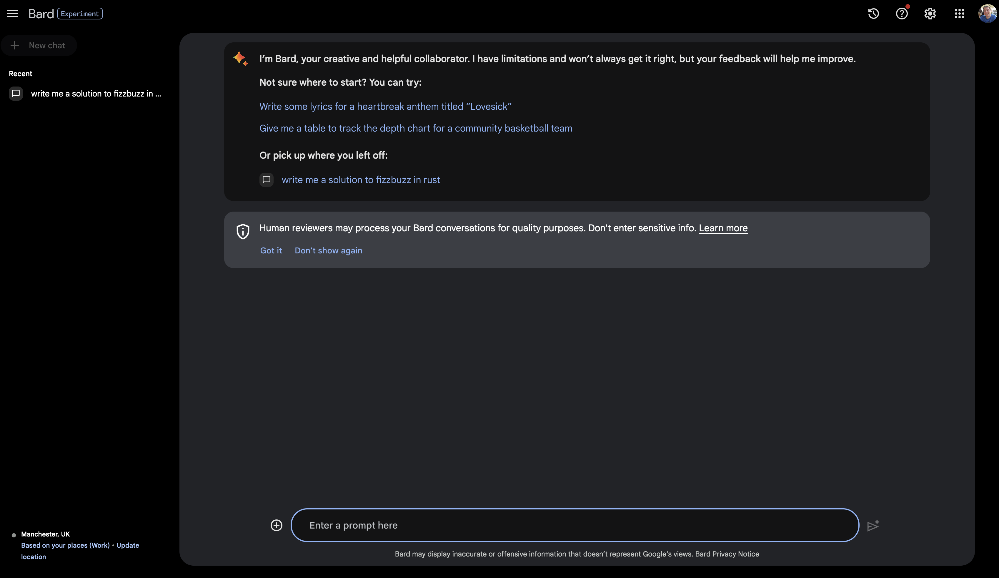 Bard Experiment
New chat
Recent
write me a solution to fizzbuzz in ...
I’m Bard, your creative and helpful collaborator. I have limitations and won’t always get it right, but your feedback will help me improve.
Not sure where to start? You can try:
Write some lyrics for a heartbreak anthem titled “Lovesick”
Give me a table to track the depth chart for a community basketball team
Or pick up where you left off:
write me a solution to fizzbuzz in rust
Human reviewers may process your Bard conversations for quality purposes. Don't enter sensitive info. Learn more
Got it Don't show again
Enter a prompt here
Manchester, UK
Based on your places (Work) • Update
location
Bard may display inaccurate or offensive information that doesn’t represent Google’s views. Bard Privacy Notice